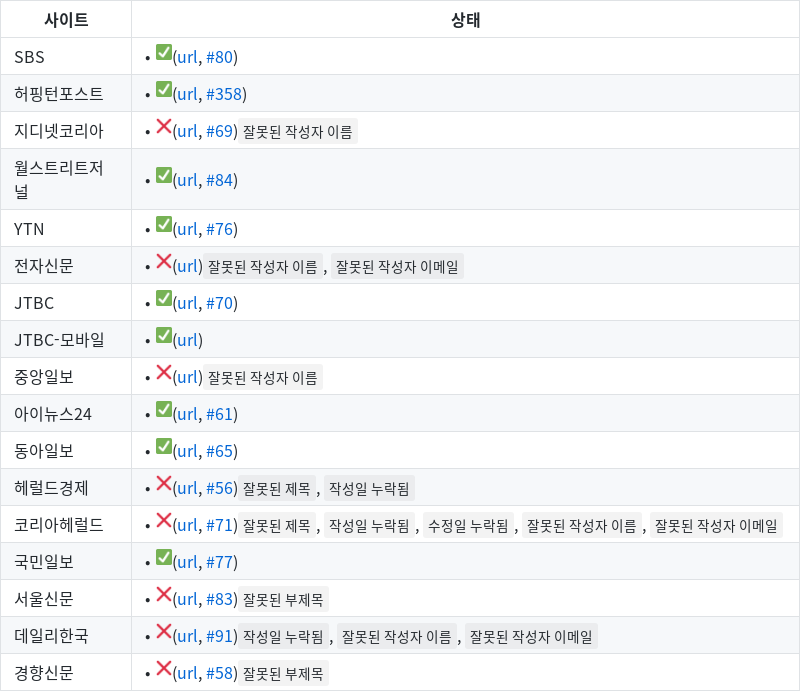 사이트 상태
SBS • ✅(url, #80)
허핑턴포스트 • ✅(url, #358)
지디넷코리아 • ❌(url, #69) 잘못된 작성자 이름
월스트리트저
널 • ✅(url, #84)
YTN • ✅(url, #76)
전자신문 • ❌(url) 잘못된 작성자 이름 , 잘못된 작성자 이메일
JTBC • ✅(url, #70)
JTBC-모바일 • ✅(url)
중앙일보 • ❌(url) 잘못된 작성자 이름
아이뉴스24 • ✅(url, #61)
동아일보 • ✅(url, #65)
헤럴드경제 • ❌(url, #56) 잘못된 제목 , 작성일 누락됨
코리아헤럴드 • ❌(url, #71) 잘못된 제목 , 작성일 누락됨 , 수정일 누락됨 , 잘못된 작성자 이름 , 잘못된 작성자 이메일
국민일보 • ✅(url, #77)
서울신문 • ❌(url, #83) 잘못된 부제목
데일리한국 • ❌(url, #91) 작성일 누락됨 , 잘못된 작성자 이름 , 잘못된 작성자 이메일
경향신문 • ❌(url, #58) 잘못된 부제목